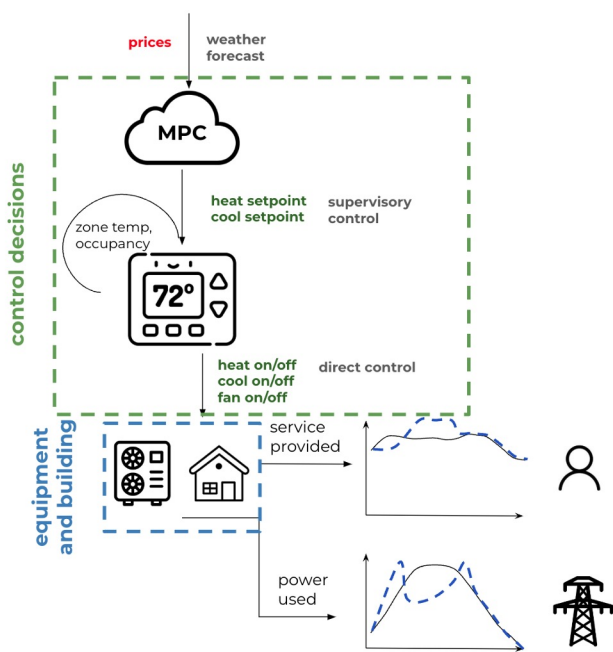 prices
weather
forecast
MPC
heat setpoint
cool setpoint
supervisory
control
zone temp,
occupancy
72°
control decisions
heat on/off
cool on/off
fan on/off
direct control
equipment
and building
service
provided
power
used